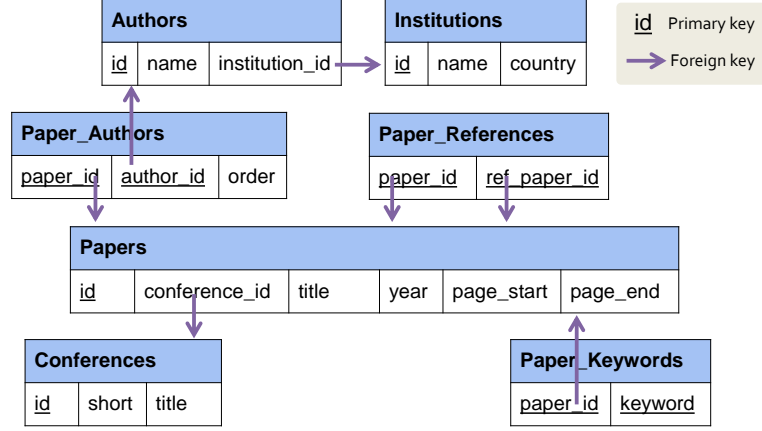 Authors
id name institution_id
Institutions
id name country
id Primary key
Foreign key
Paper_Authors
paper_id author_id order
Paper_References
paper_id ref_paper_id
Papers
id conference_id title year page_start page_end
Conferences
id short title
Paper_Keywords
paper_id keyword